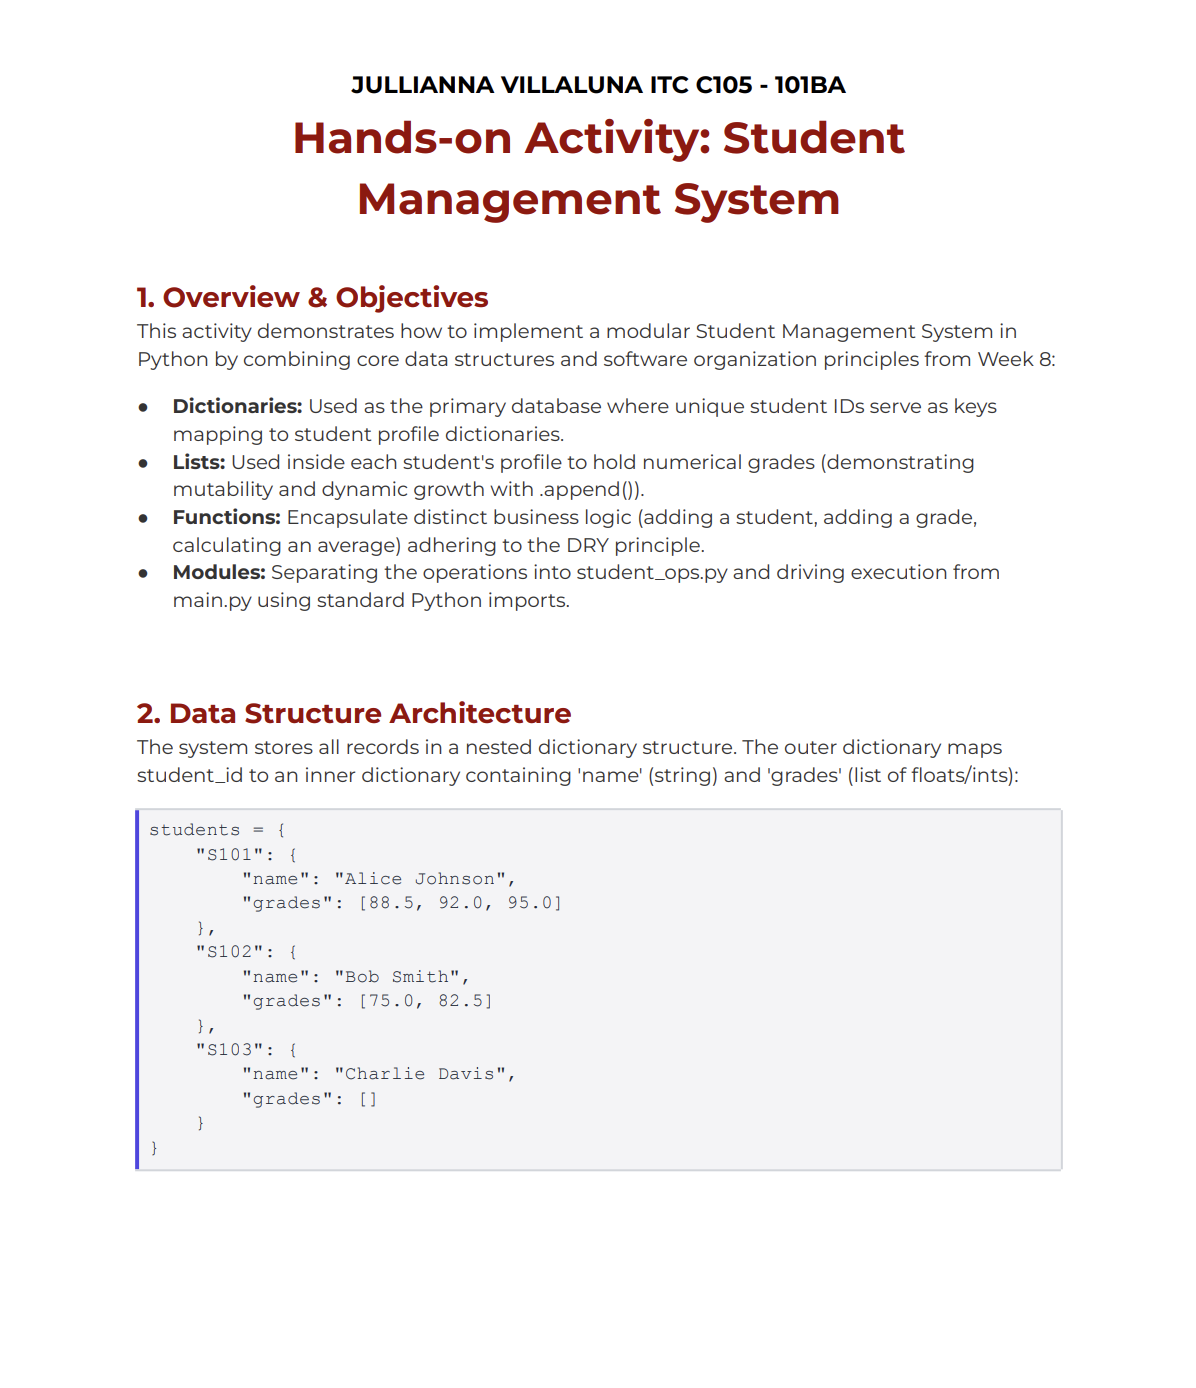 JULLIANNA VILLALUNA ITC C105 - 101BA
Hands-on Activity: Student
Management System
1. Overview & Objectives
This activity demonstrates how to implement a modular Student Management System in
Python by combining core data structures and software organization principles from Week 8:
● Dictionaries: Used as the primary database where unique student IDs serve as keys
mapping to student profile dictionaries.
● Lists: Used inside each student's profile to hold numerical grades (demonstrating
mutability and dynamic growth with .append()).
● Functions: Encapsulate distinct business logic (adding a student, adding a grade,
calculating an average) adhering to the DRY principle.
● Modules: Separating the operations into student_ops.py and driving execution from
main.py using standard Python imports.
2. Data Structure Architecture
The system stores all records in a nested dictionary structure. The outer dictionary maps
student_id to an inner dictionary containing 'name' (string) and 'grades' (list of floats/ints):
students = {
    "S101": {
        "name": "Alice Johnson",
        "grades": [88.5, 92.0, 95.0]
    },
    "S102": {
        "name": "Bob Smith",
        "grades": [75.0, 82.5]
    },
    "S103": {
        "name": "Charlie Davis",
        "grades": []
    }
}